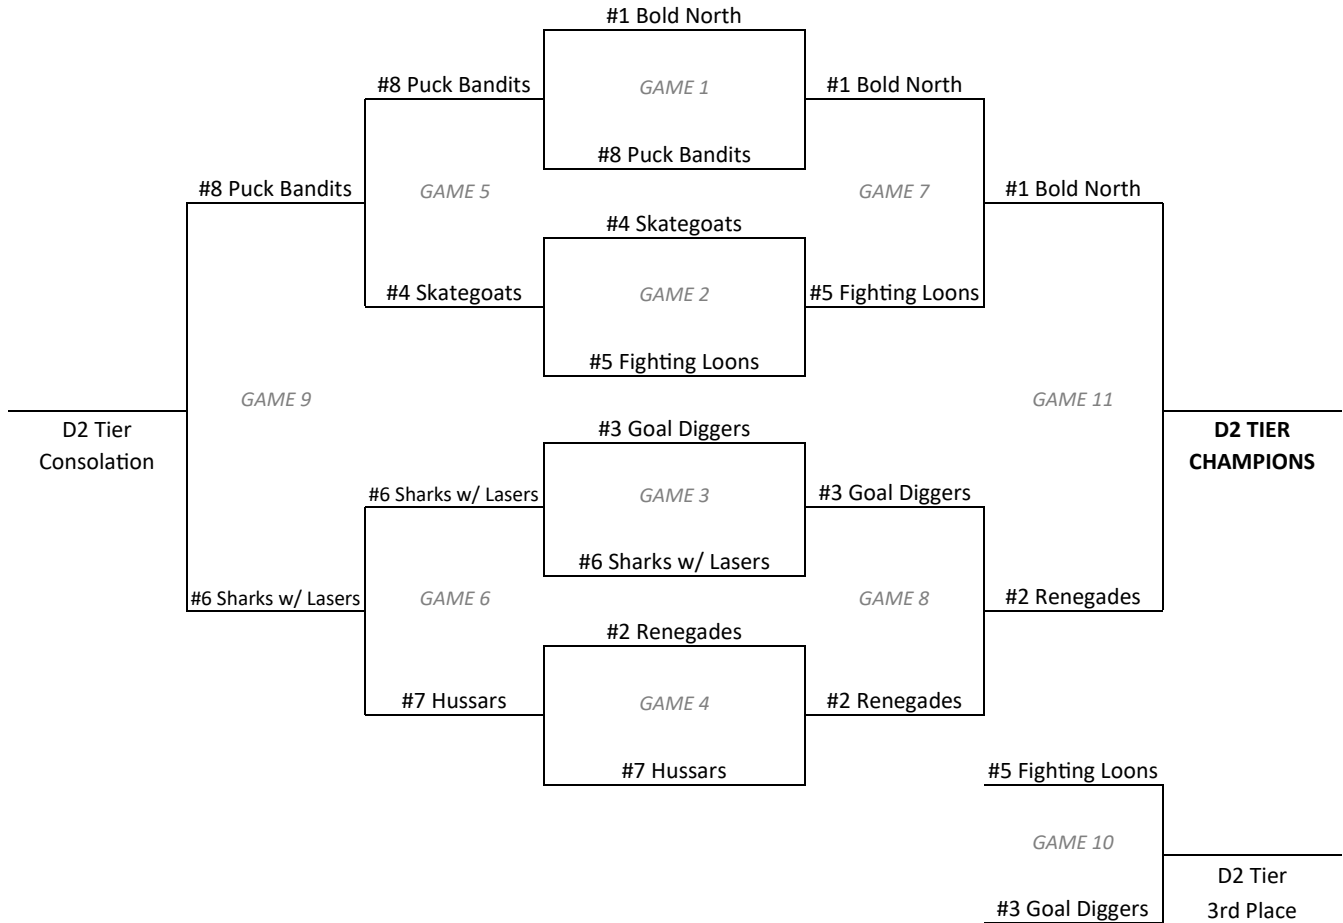 #1 Bold North
#8 Puck Bandits
GAME 1
#1 Bold North
#8 Puck Bandits
#8 Puck Bandits
GAME 5
GAME 7
#1 Bold North
#4 Skategoats
#4 Skategoats
GAME 2
#5 Fighting Loons
#5 Fighting Loons
GAME 9
GAME 11
D2 Tier
Consolation
#3 Goal Diggers
D2 TIER
CHAMPIONS
#6 Sharks w/ Lasers
GAME 3
#3 Goal Diggers
#6 Sharks w/ Lasers
#6 Sharks w/ Lasers
GAME 6
GAME 8
#2 Renegades
#2 Renegades
#7 Hussars
GAME 4
#2 Renegades
#7 Hussars
#5 Fighting Loons
GAME 10
D2 Tier
3rd Place
#3 Goal Diggers